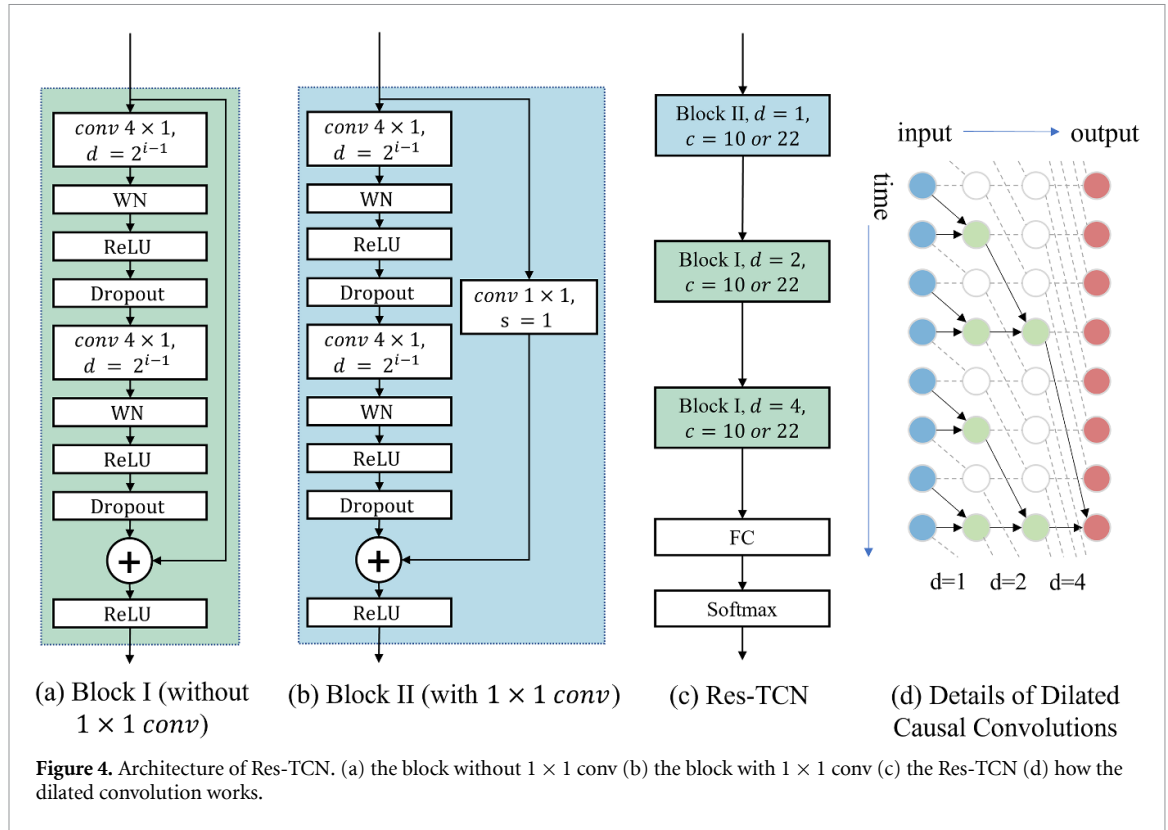 conv 4 × 1,
d = 2^{i−1}
WN
ReLU
Dropout
conv 4 × 1,
d = 2^{i−1}
WN
ReLU
Dropout
+
ReLU
(a) Block I (without
1 × 1 conv)
conv 4 × 1,
d = 2^{i−1}
WN
ReLU
Dropout
conv 4 × 1,
d = 2^{i−1}
WN
ReLU
Dropout
conv 1 × 1,
s = 1
+
ReLU
(b) Block II (with 1 × 1 conv)
Block II, d = 1,
c = 10 or 22
Block I, d = 2,
c = 10 or 22
Block I, d = 4,
c = 10 or 22
FC
Softmax
(c) Res-TCN
input
output
time
d=1
d=2
d=4
(d) Details of Dilated
Causal Convolutions
Figure 4. Architecture of Res-TCN. (a) the block without 1 × 1 conv (b) the block with 1 × 1 conv (c) the Res-TCN (d) how the
dilated convolution works.